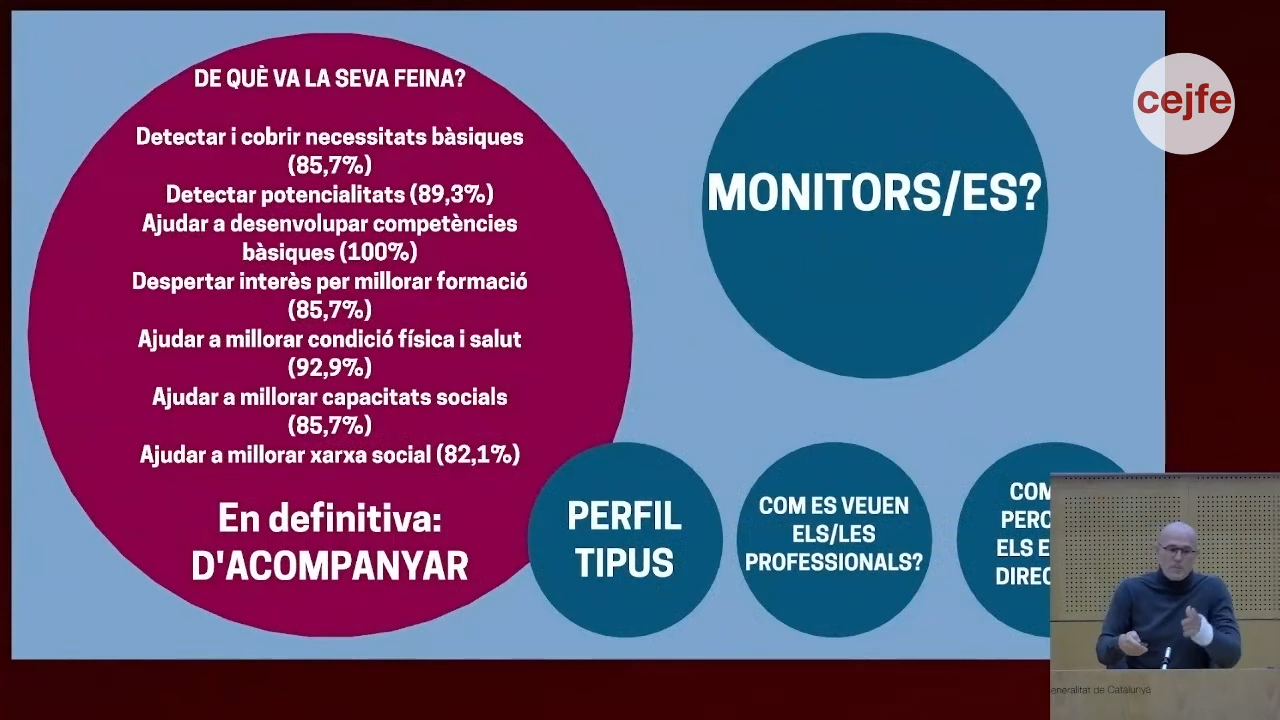 DE QUÈ VA LA SEVA FEINA?
Detectar i cobrir necessitats bàsiques
(85,7%)
Detectar potencialitats (89,3%)
Ajudar a desenvolupar competències
bàsiques (100%)
Despertar interès per millorar formació
(85,7%)
Ajudar a millorar condició física i salut
(92,9%)
Ajudar a millorar capacitats socials
(85,7%)
Ajudar a millorar xarxa social (82,1%)
En definitiva:
D'ACOMPANYAR
MONITORS/ES?
cejfe
PERFIL
TIPUS
COM ES VEUEN
ELS/LES
PROFESSIONALS?
COM
ELS
de Catalunya